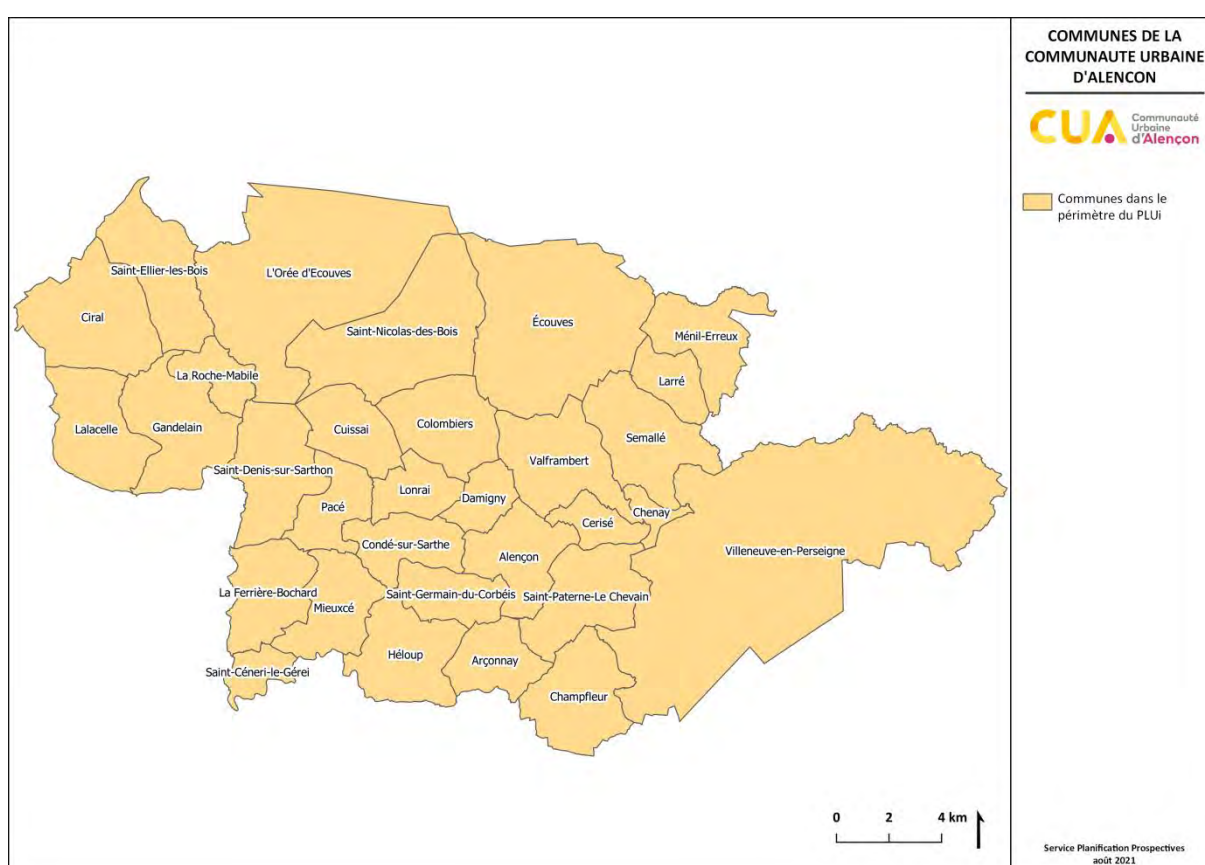 COMMUNES DE LA
COMMUNAUTE URBAINE
D'ALENCON
CUA
Communauté
Urbaine
d'Alençon
Communes dans le
périmètre du PLUi
Saint-Ellier-les-Bois
L'Orée d'Ecouves
Ciral
Saint-Nicolas-des-Bois
Écouves
Ménil-Erreux
La Roche-Mabile
Larré
Lalacelle
Gandelain
Cuissai
Colombiers
Semallé
Valframbert
Saint-Denis-sur-Sarthon
Lonrai
Damigny
Pacé
Chenay
Cerisé
Condé-sur-Sarthe
Alençon
Villeneuve-en-Perseigne
La Ferrière-Bochard
Saint-Germain-du-Corbéis
Saint-Paterne-Le Chevain
Mieuxcé
Héloup
Arçonnay
Saint-Céneri-le-Gérei
Champfleur
0 2 4 km
Service Planification Prospectives
août 2021